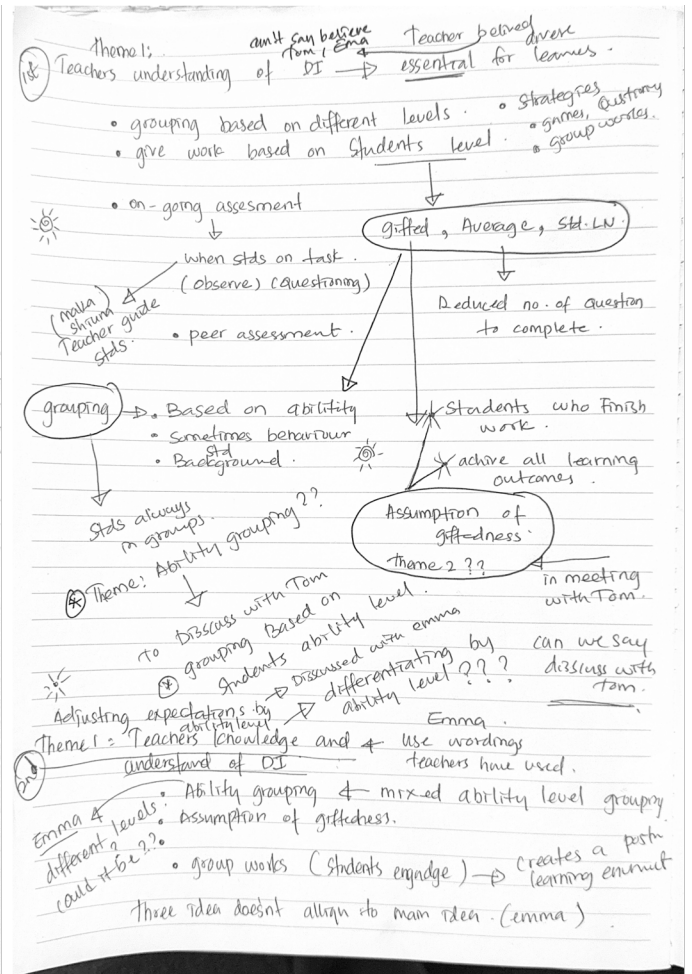 Theme 1:
can't say believe
Tom / Ema
Teacher belived
diverse
1st
Teachers understanding of DI → essential for learnes.
• grouping based on different levels.
• give work based on Students level.
• strategies
• games, Questiong
• group works.
• on-going assesment
when stds on task.
(observe) (Questioning)
(maka)
shiuna
Teacher guide
stds.
• peer assessment.
gifted, Average, Std. LN.
Reduced no. of question
to complete.
grouping → • Based on abilitity
• sometimes behaviour
std
• Background.
Stds always
in groups.
* Students who Finish
work.
* achive all learning
outcomes.
Assumption of
giftedness.
theme 2 ??
in meeting
with Tom.
* Theme: Ability grouping??
To Disscuss with Tom
* grouping Based on
Students ability level.
→ Discussed with emma
→ differentiating by
ability level???
can we say
disscuss with
tom.
Adjusting expectations by
ability level
Emma.
2nd
Theme 1 = Teachers knowledge and
understand of DI
use wordings
teachers have used.
Emma &
different levels.
could it be??
• Ability grouping & mixed ability level grouping
• Assumption of giftedness.
• group works (students engadge) → creates a
learning
three idea doesn't allign to main idea. (emma)